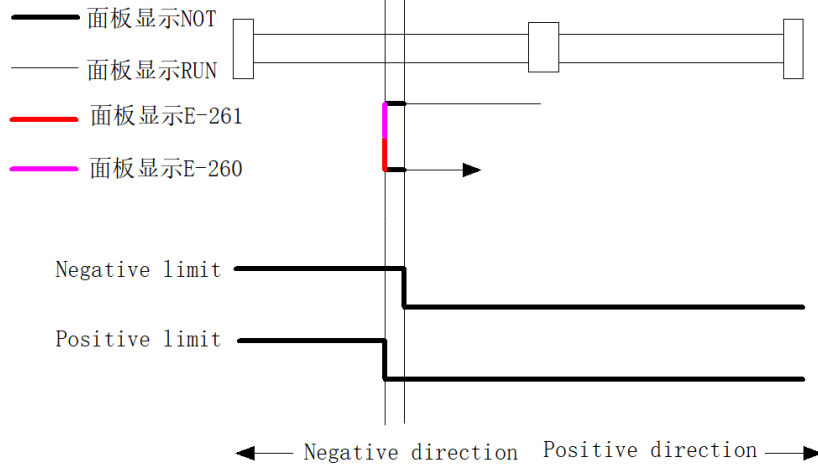 面板显示NOT
面板显示RUN
面板显示E-261
面板显示E-260
Negative limit
Positive limit
Negative direction
Positive direction